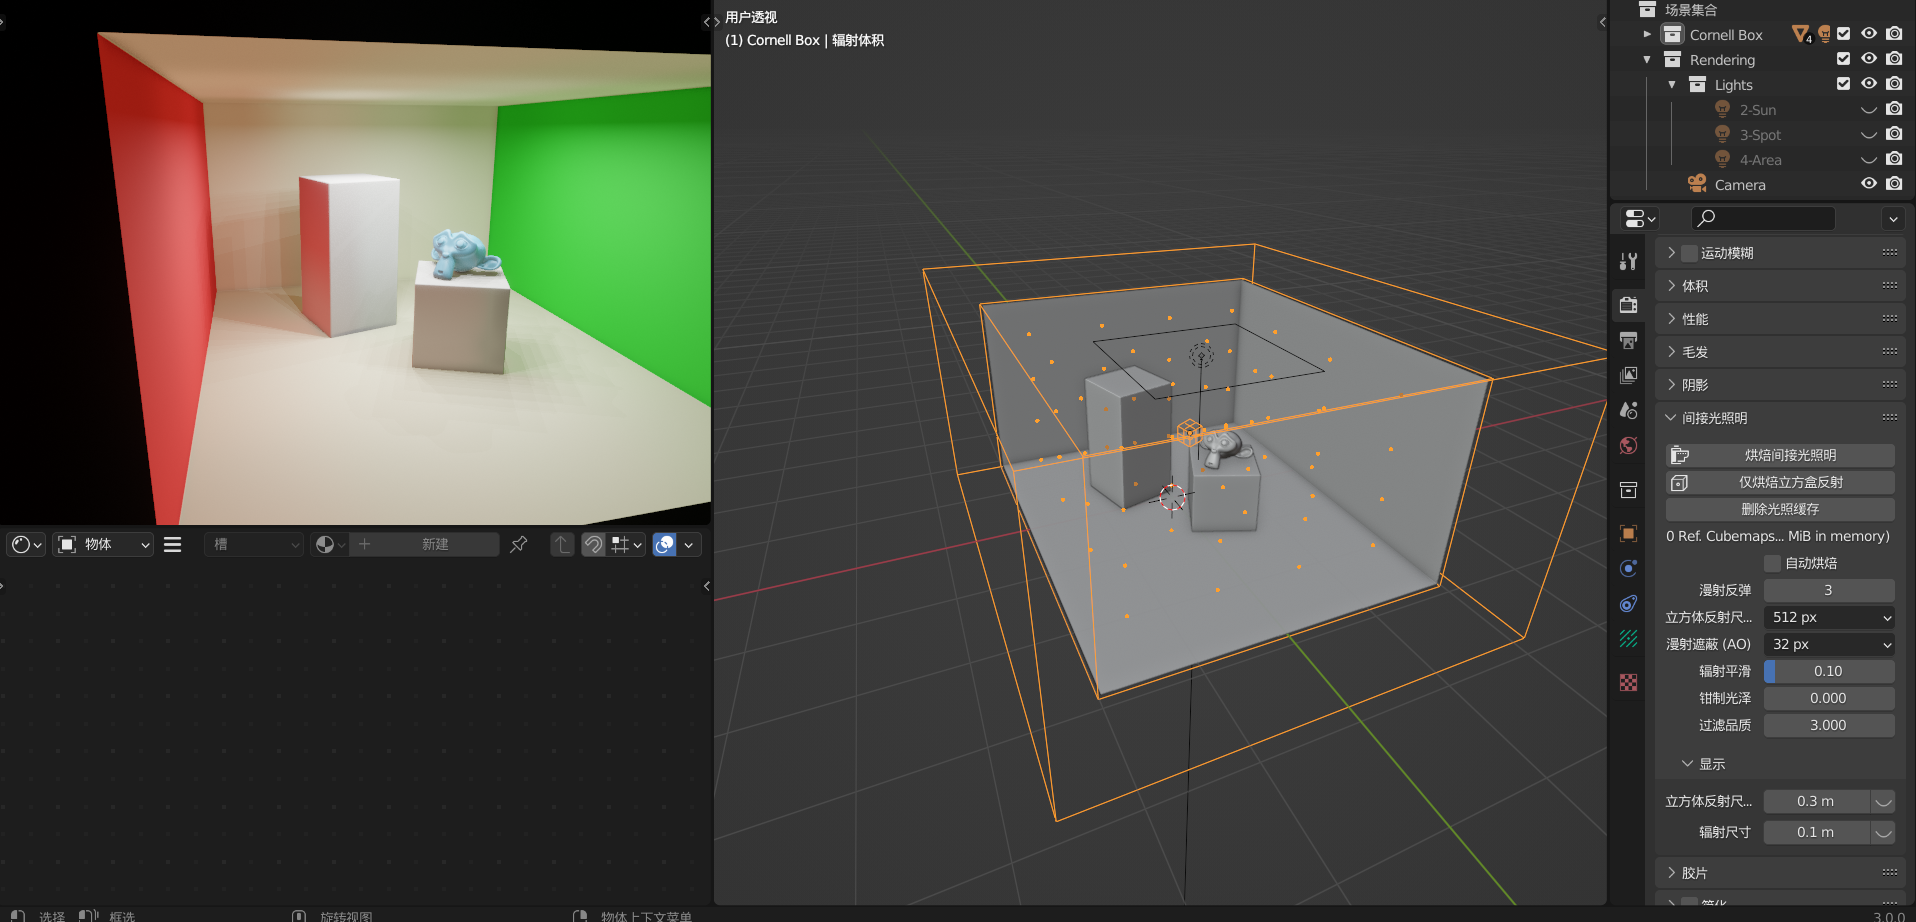 用户透视
(1) Cornell Box | 辐射体积
场景集合
Cornell Box
4
Rendering
Lights
2-Sun
3-Spot
4-Area
Camera
运动模糊
体积
性能
毛发
阴影
间接光照明
烘焙间接光照明
仅烘焙立方盒反射
删除光照缓存
0 Ref. Cubemaps... MiB in memory)
自动烘焙
漫射反弹 3
立方体反射尺... 512 px
漫射遮蔽 (AO) 32 px
辐射平滑 0.10
钳制光泽 0.000
过滤品质 3.000
显示
立方体反射尺... 0.3 m
辐射尺寸 0.1 m
胶片
简化
物体
槽
新建
选择
框选
旋转视图
物体上下文菜单
3.0.0